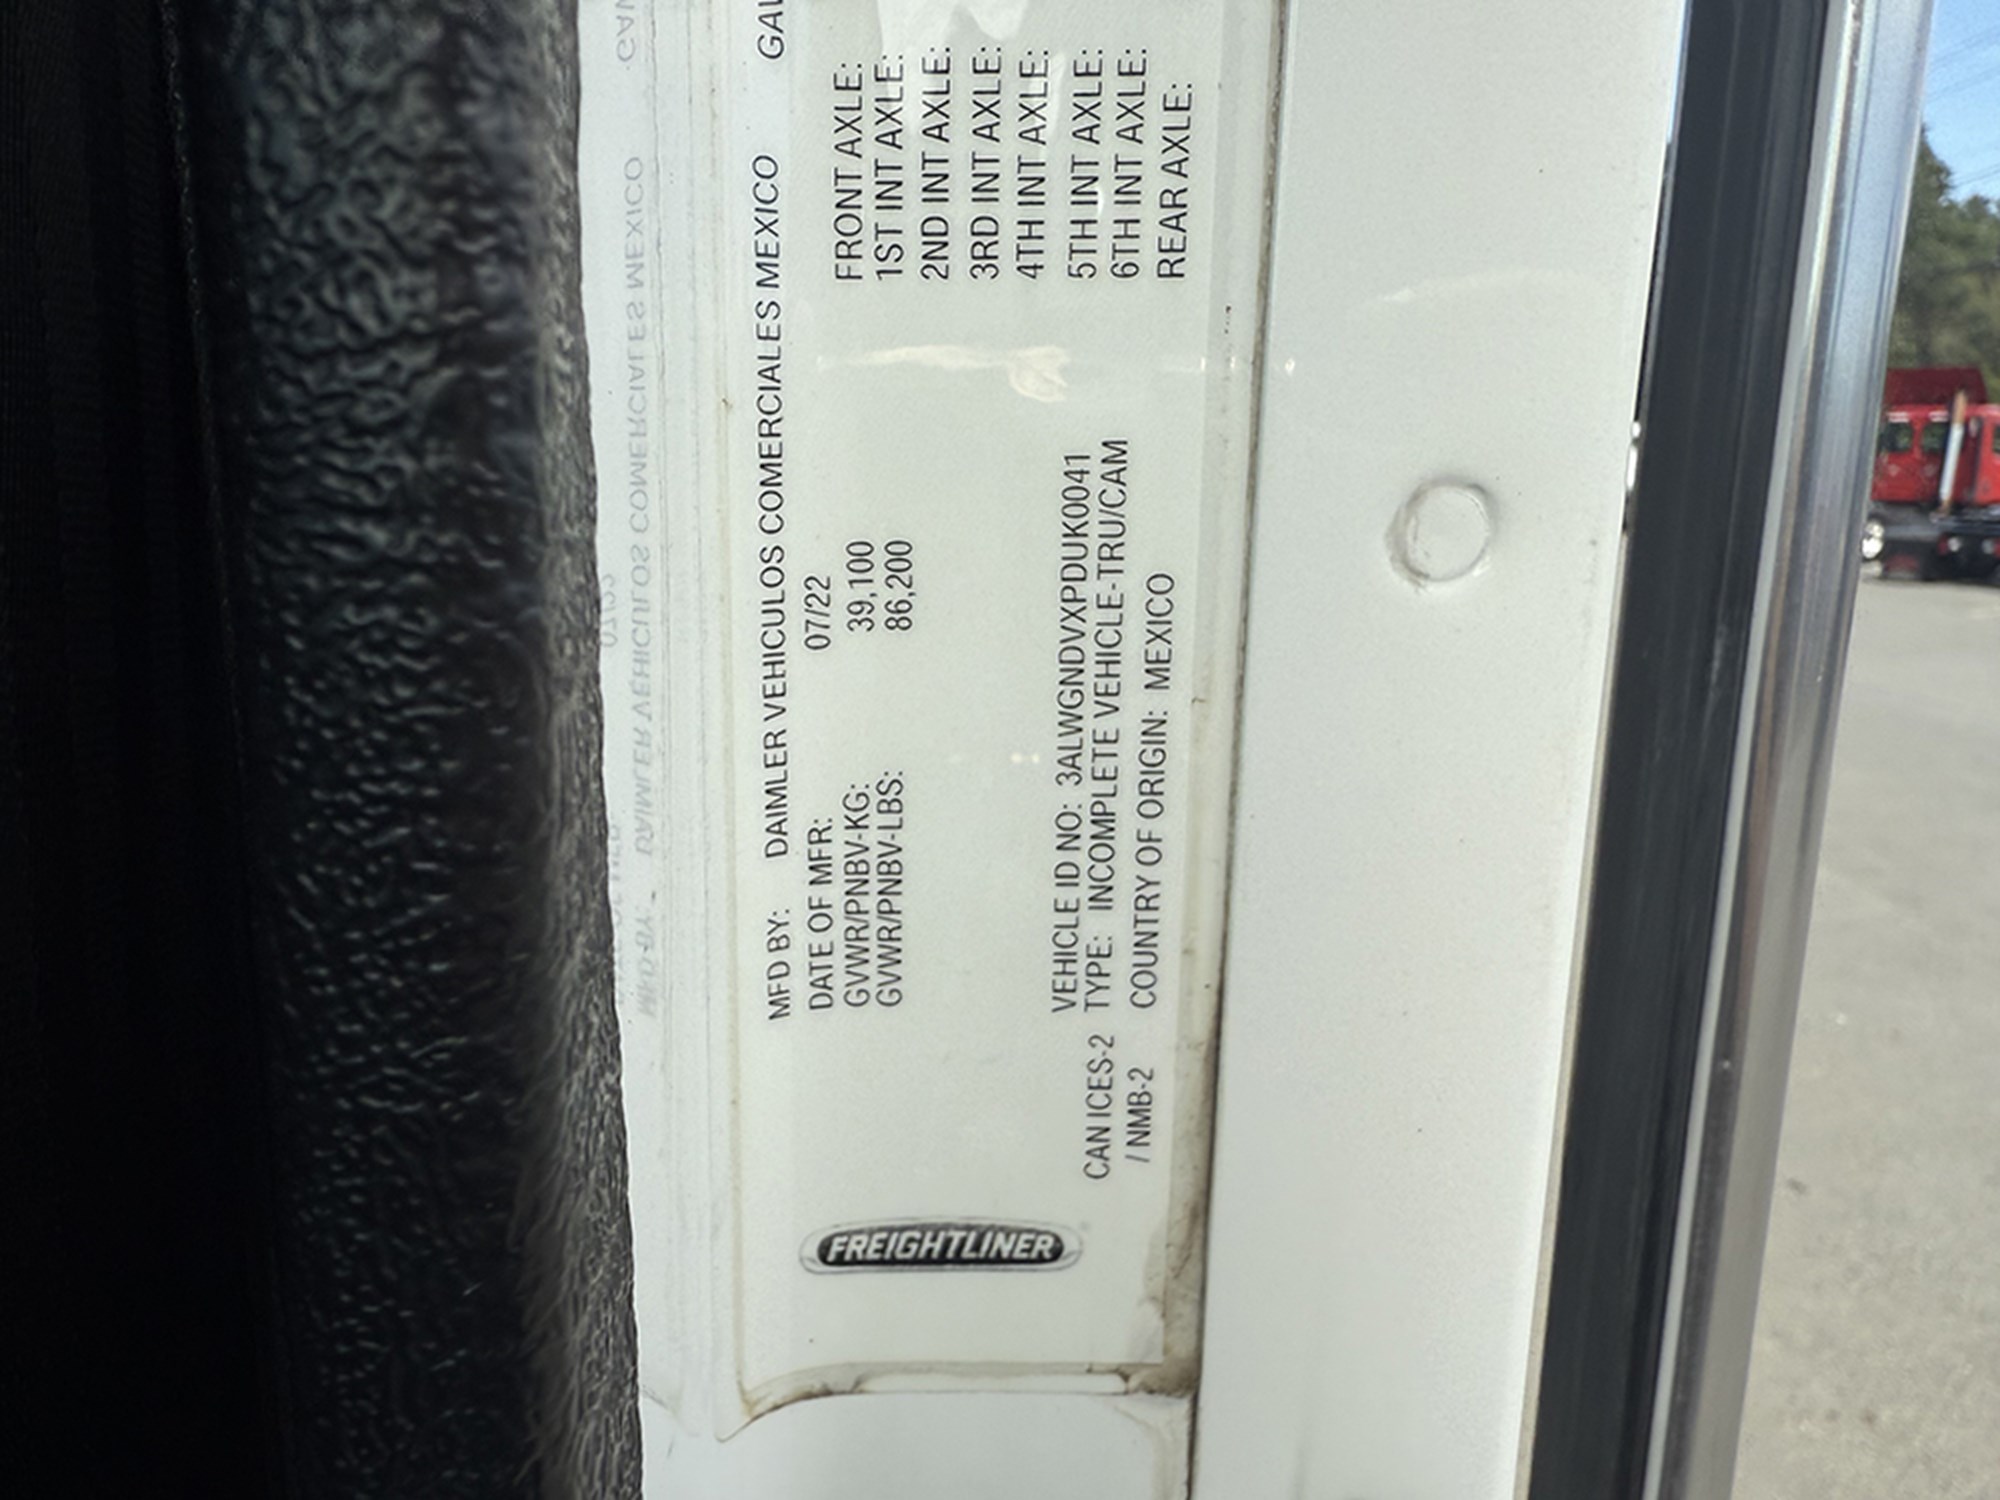 FREIGHTLINER
MFD BY: DAIMLER VEHICULOS COMERCIALES MEXICO
DATE OF MFR: 07/22
GVWR/PNBV-KG: 39,100
GVWR/PNBV-LBS: 86,200
VEHICLE ID NO: 3ALWGNDVXPDUK0041
CAN ICES-2 TYPE: INCOMPLETE VEHICLE-TRU/CAM
/ NMB-2 COUNTRY OF ORIGIN: MEXICO
FRONT AXLE:
1ST INT AXLE:
2ND INT AXLE:
3RD INT AXLE:
4TH INT AXLE:
5TH INT AXLE:
6TH INT AXLE:
REAR AXLE: